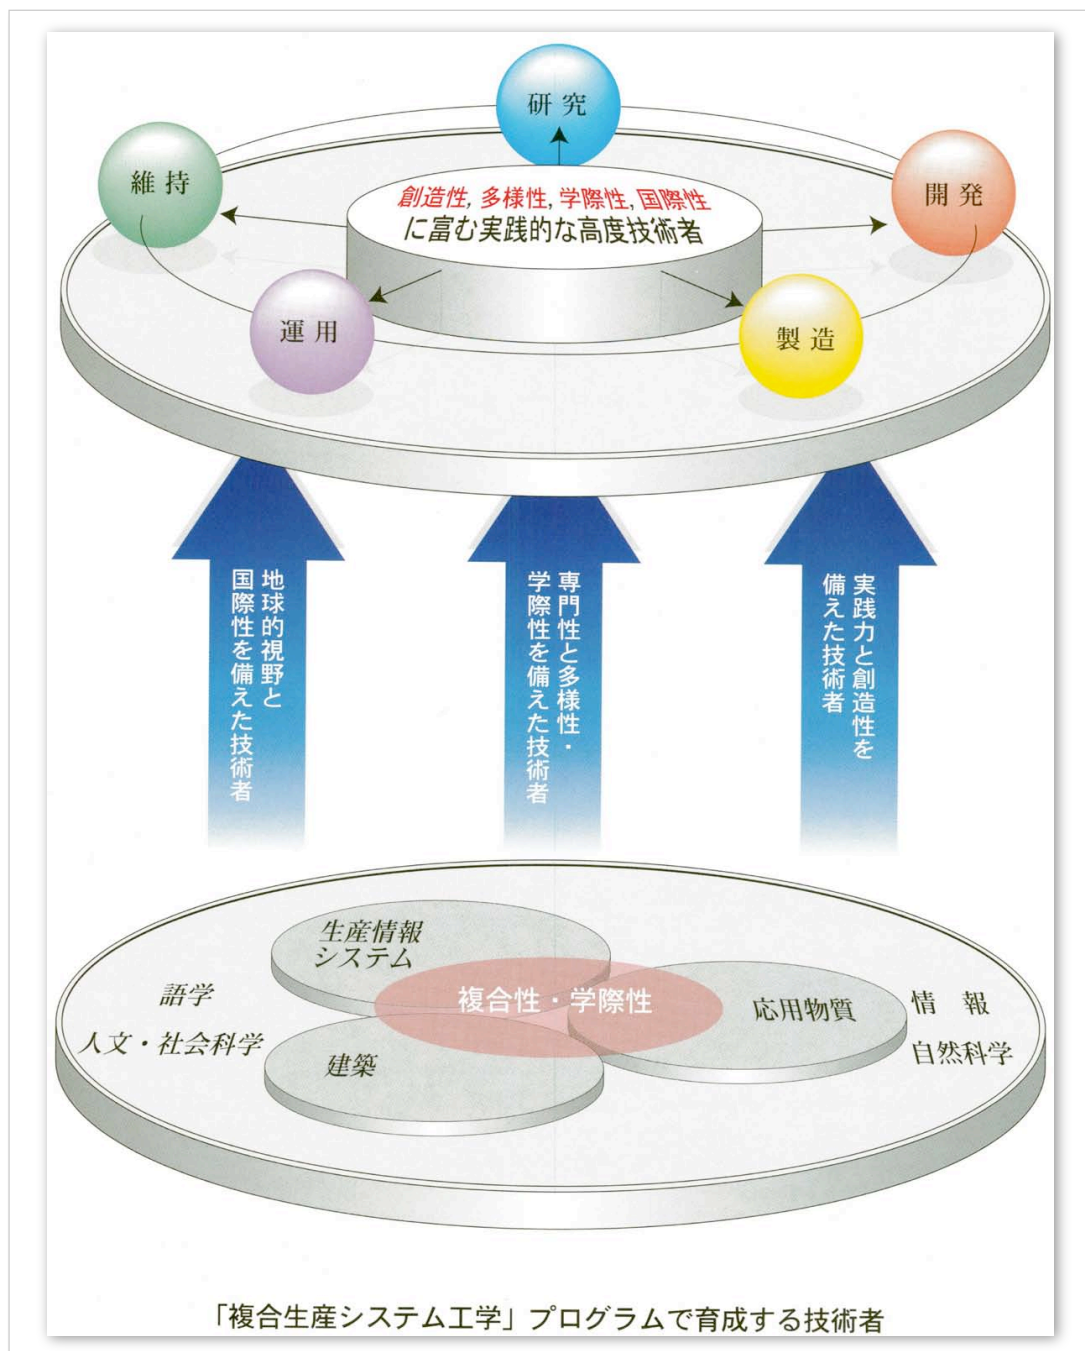 研究
維持
開発
創造性, 多様性, 学際性, 国際性
に富む実践的な高度技術者
運用
製造
地球的視野と
国際性を備えた技術者
専門性と多様性・
学際性を備えた技術者
実践力と創造性を
備えた技術者
生産情報
システム
複合性・学際性
応用物質
建築
語学
人文・社会科学
情報
自然科学
「複合生産システム工学」プログラムで育成する技術者